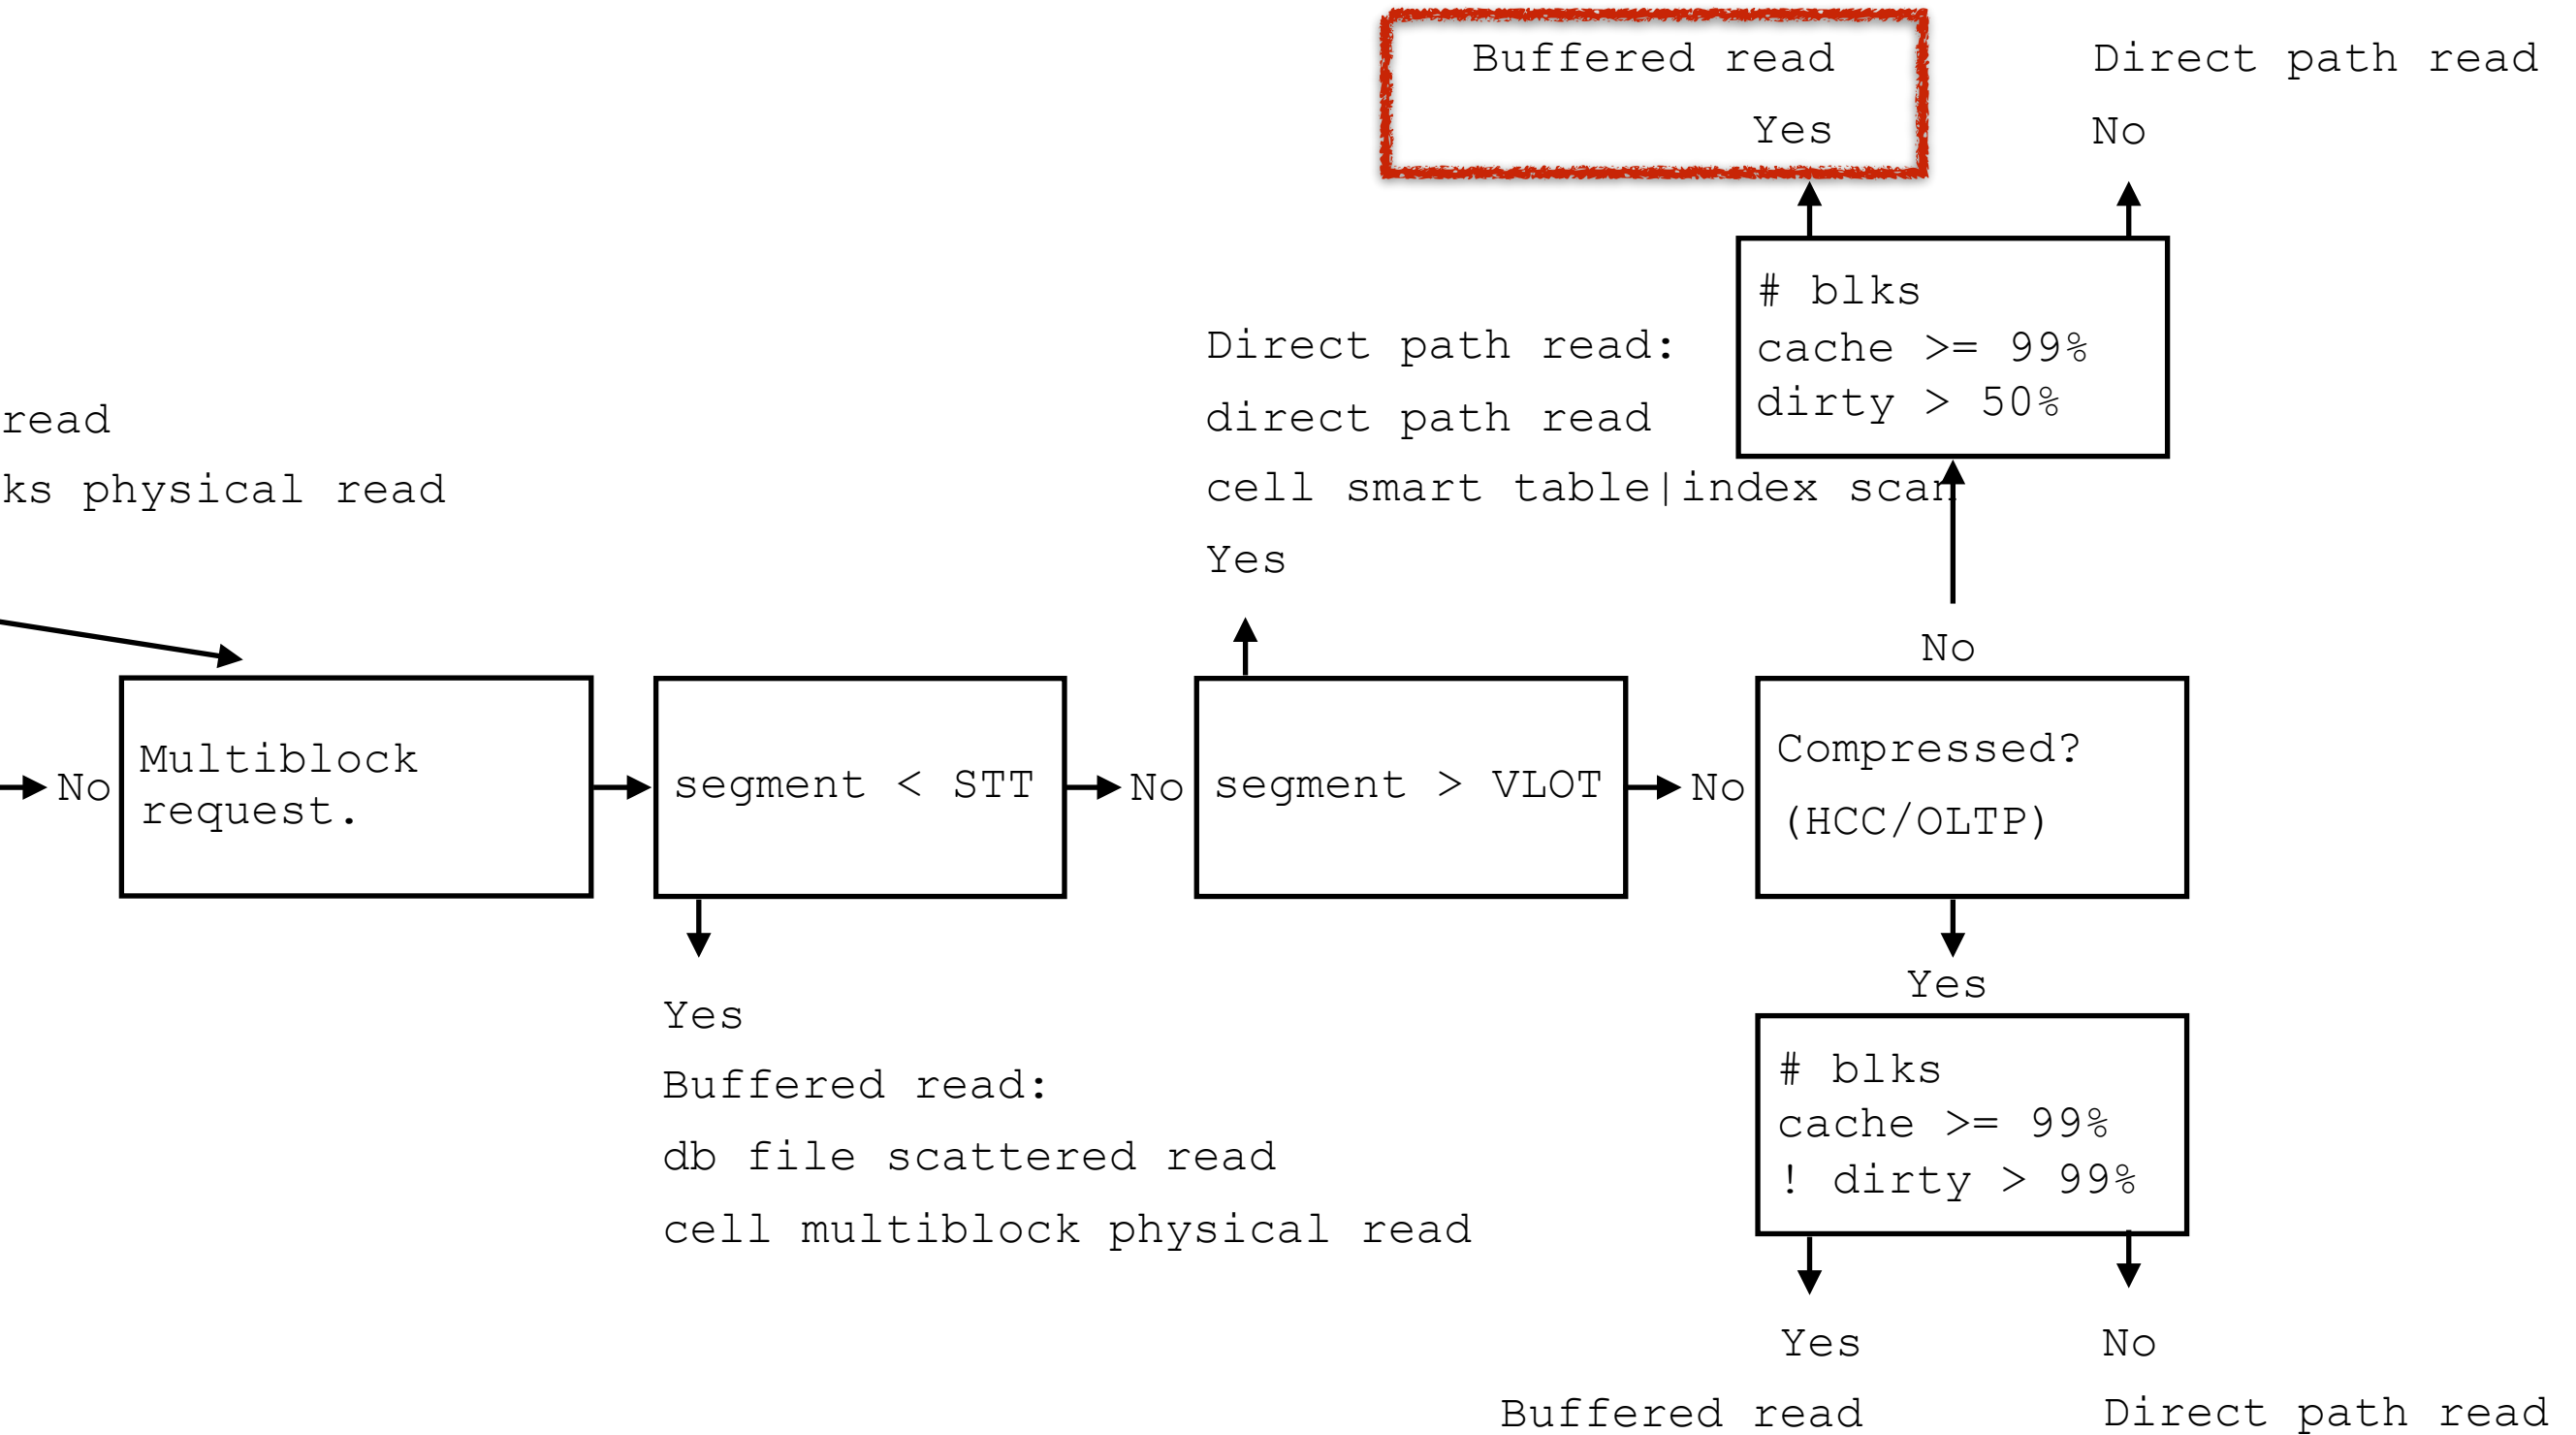 Buffered read
Yes
Direct path read
No
# blks
cache >= 99%
dirty > 50%
Direct path read:
direct path read
cell smart table|index scan
Yes
read
ks physical read
No
Multiblock
request.
segment < STT
No
segment > VLOT
No
No
Compressed?
(HCC/OLTP)
Yes
Buffered read:
db file scattered read
cell multiblock physical read
Yes
# blks
cache >= 99%
! dirty > 99%
Yes
Buffered read
No
Direct path read